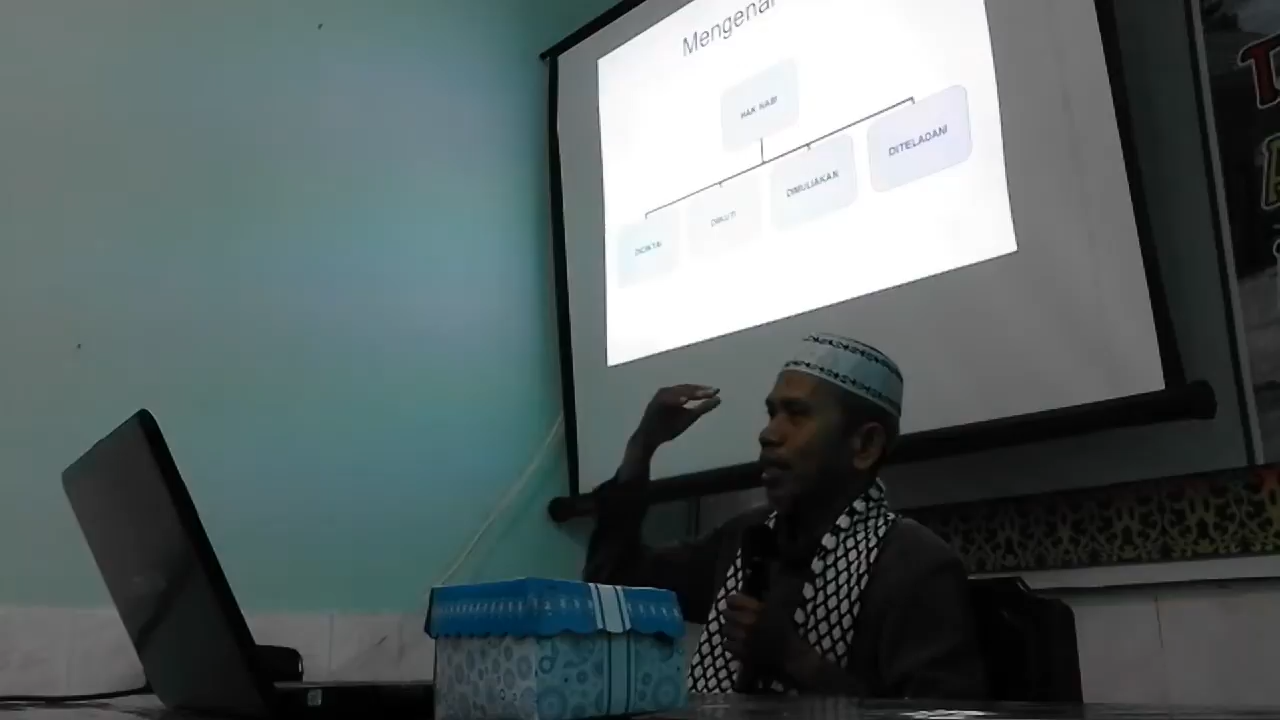 Mengenal
HAK NABI
DICINTAI
DIIKUTI
DIMULIAKAN
DITELADANI